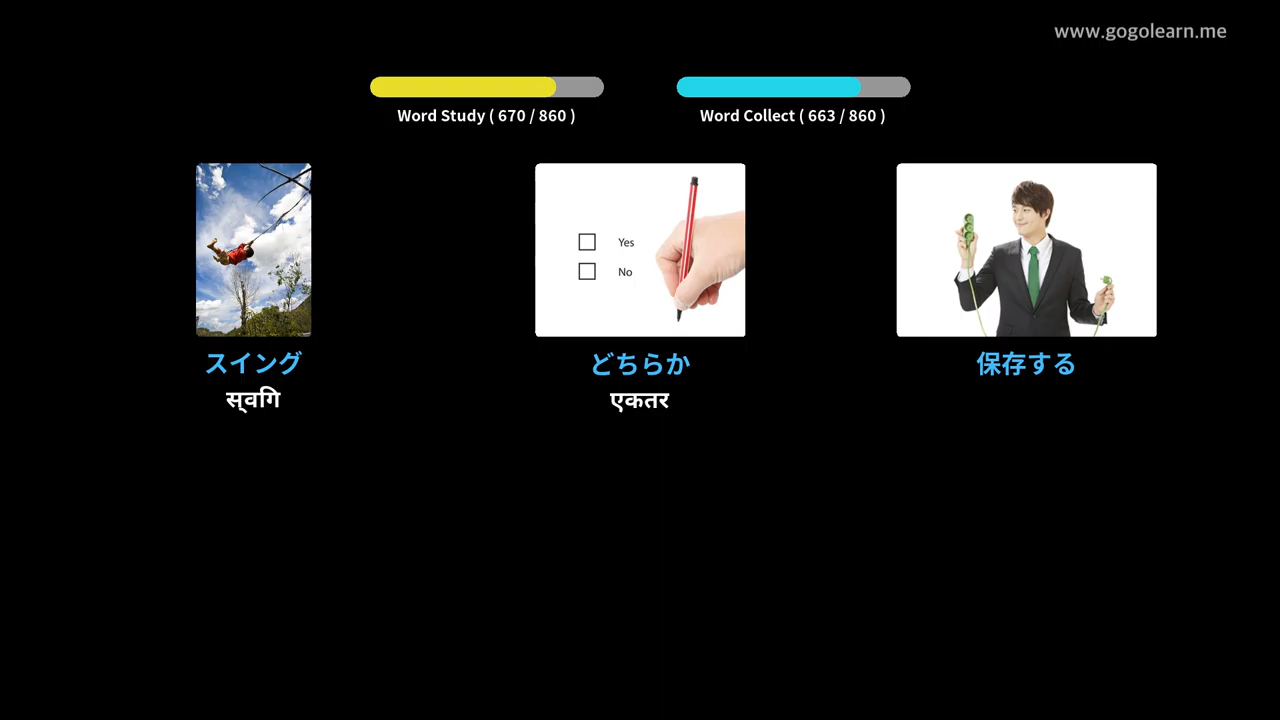 www.gogolearn.me
Word Study ( 670 / 860 )
Word Collect ( 663 / 860 )
Yes
No
スイング
どちらか
保存する
स्वगि
एकतर